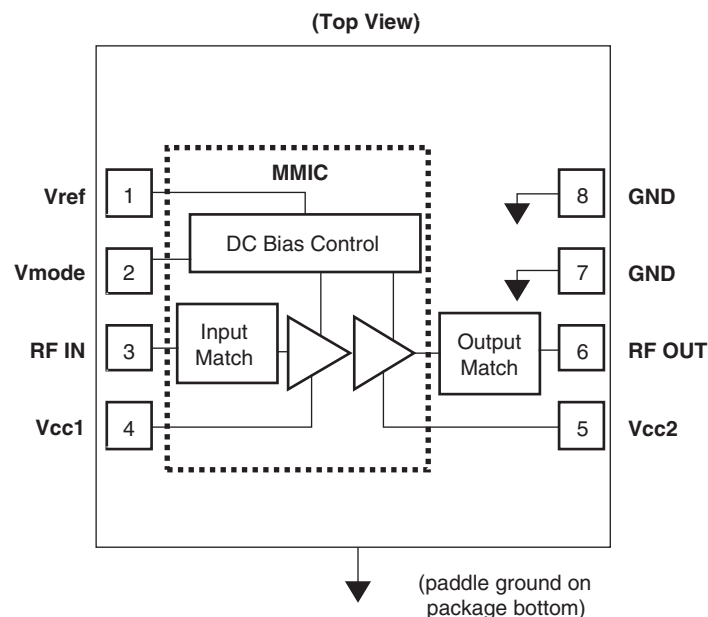 (Top View)
MMIC
Vref
1
8
GND
DC Bias Control
Vmode
2
7
GND
RF IN
3
Input
Match
Output
Match
6
RF OUT
Vcc1
4
5
Vcc2
(paddle ground on
package bottom)